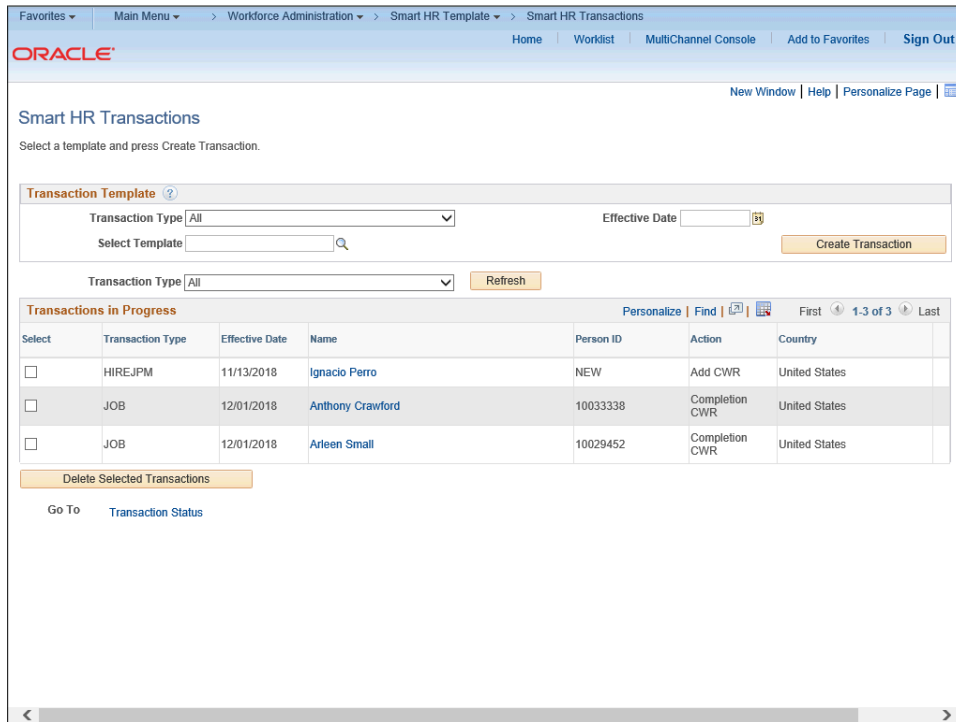 Favorites Main Menu > Workforce Administration > Smart HR Template > Smart HR Transactions
ORACLE
Home Worklist MultiChannel Console Add to Favorites Sign Out
New Window | Help | Personalize Page |
Smart HR Transactions
Select a template and press Create Transaction.
Transaction Template ?
Transaction Type All Effective Date 31
Select Template Create Transaction
Transaction Type All Refresh
Transactions in Progress Personalize | Find | | First 1-3 of 3 Last
Select Transaction Type Effective Date Name Person ID Action Country
HIREJPM 11/13/2018 Ignacio Perro NEW Add CWR United States
JOB 12/01/2018 Anthony Crawford 10033338 Completion CWR United States
JOB 12/01/2018 Arleen Small 10029452 Completion CWR United States
Delete Selected Transactions
Go To Transaction Status